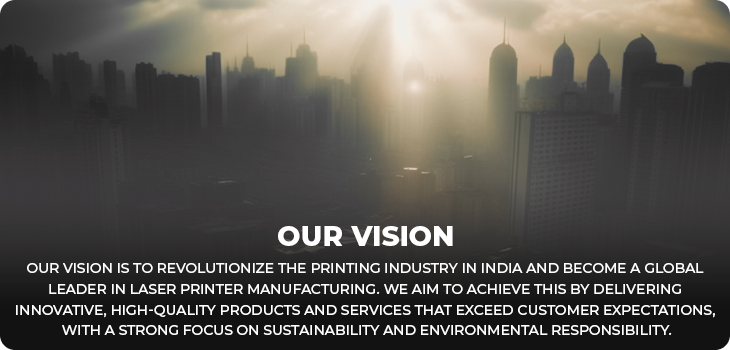 OUR VISION
OUR VISION IS TO REVOLUTIONIZE THE PRINTING INDUSTRY IN INDIA AND BECOME A GLOBAL
LEADER IN LASER PRINTER MANUFACTURING. WE AIM TO ACHIEVE THIS BY DELIVERING
INNOVATIVE, HIGH-QUALITY PRODUCTS AND SERVICES THAT EXCEED CUSTOMER EXPECTATIONS,
WITH A STRONG FOCUS ON SUSTAINABILITY AND ENVIRONMENTAL RESPONSIBILITY.